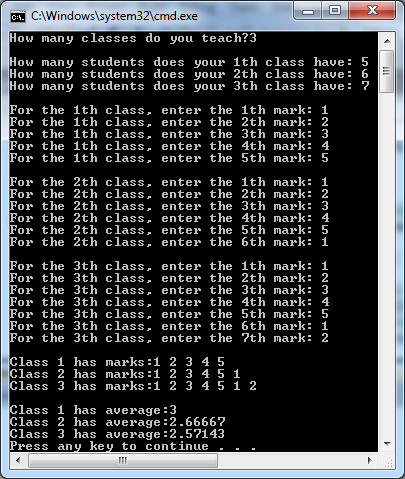 C:\Windows\system32\cmd.exe
How many classes do you teach?3
How many students does your 1th class have: 5
How many students does your 2th class have: 6
How many students does your 3th class have: 7
For the 1th class, enter the 1th mark: 1
For the 1th class, enter the 2th mark: 2
For the 1th class, enter the 3th mark: 3
For the 1th class, enter the 4th mark: 4
For the 1th class, enter the 5th mark: 5
For the 2th class, enter the 1th mark: 1
For the 2th class, enter the 2th mark: 2
For the 2th class, enter the 3th mark: 3
For the 2th class, enter the 4th mark: 4
For the 2th class, enter the 5th mark: 5
For the 2th class, enter the 6th mark: 1
For the 3th class, enter the 1th mark: 1
For the 3th class, enter the 2th mark: 2
For the 3th class, enter the 3th mark: 3
For the 3th class, enter the 4th mark: 4
For the 3th class, enter the 5th mark: 5
For the 3th class, enter the 6th mark: 1
For the 3th class, enter the 7th mark: 2
Class 1 has marks:1 2 3 4 5
Class 2 has marks:1 2 3 4 5 1
Class 3 has marks:1 2 3 4 5 1 2
Class 1 has average:3
Class 2 has average:2.66667
Class 3 has average:2.57143
Press any key to continue . . .